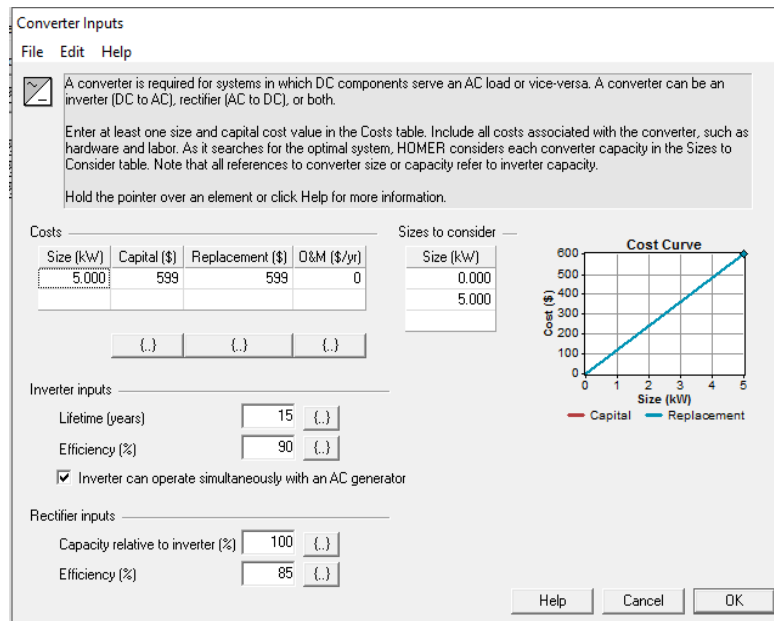 Converter Inputs
File Edit Help
A converter is required for systems in which DC components serve an AC load or vice-versa. A converter can be an
inverter (DC to AC), rectifier (AC to DC), or both.
Enter at least one size and capital cost value in the Costs table. Include all costs associated with the converter, such as
hardware and labor. As it searches for the optimal system, HOMER considers each converter capacity in the Sizes to
Consider table. Note that all references to converter size or capacity refer to inverter capacity.
Hold the pointer over an element or click Help for more information.
Costs
Size (kW) Capital ($) Replacement ($) O&M ($/yr)
5.000 599 599 0
{..} {..} {..}
Sizes to consider
Size (kW)
0.000
5.000
Cost Curve
Cost ($)
600
500
400
300
200
100
0
0 1 2 3 4 5
Size (kW)
Capital Replacement
Inverter inputs
Lifetime (years) 15 {..}
Efficiency (%) 90 {..}
Inverter can operate simultaneously with an AC generator
Rectifier inputs
Capacity relative to inverter (%) 100 {..}
Efficiency (%) 85 {..}
Help Cancel OK